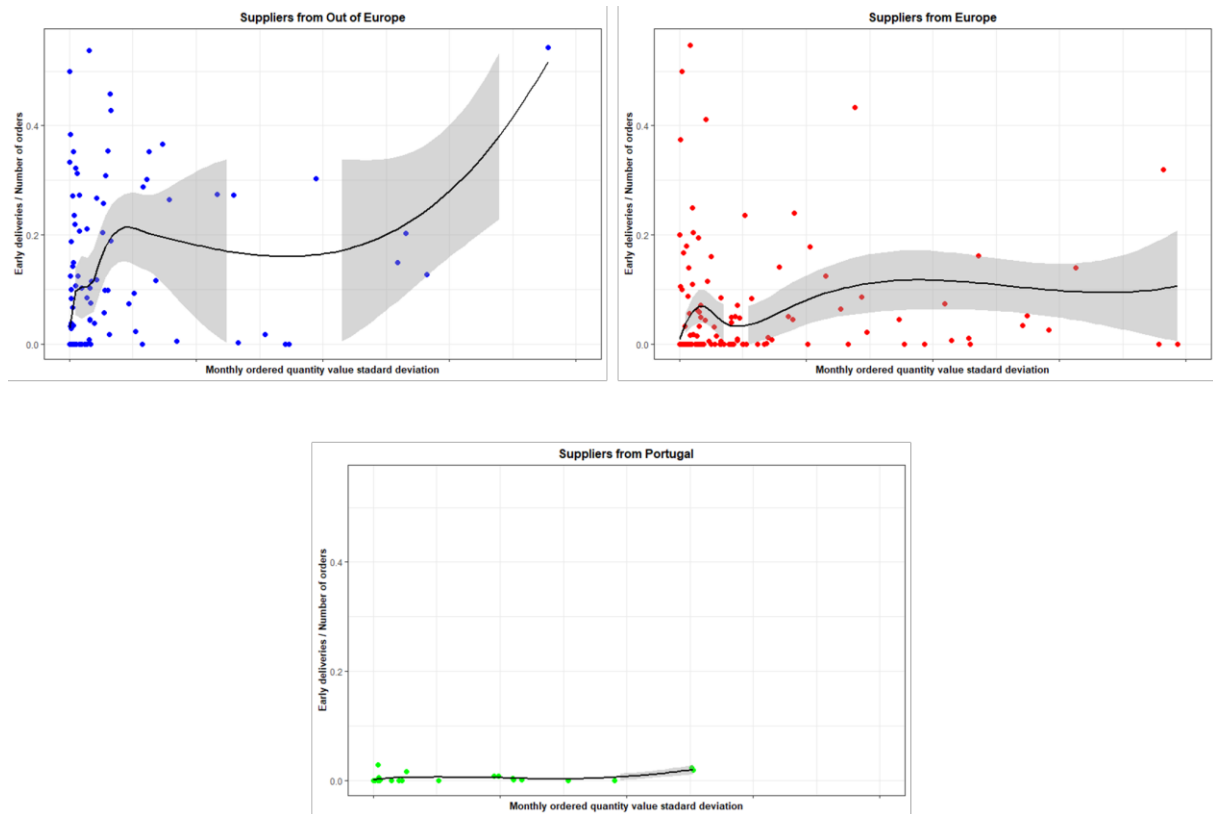 Suppliers from Out of Europe
Early deliveries / Number of orders
0.4
0.2
0.0
Monthly ordered quantity value stadard deviation
Suppliers from Europe
Early deliveries / Number of orders
0.4
0.2
0.0
Monthly ordered quantity value stadard deviation
Suppliers from Portugal
Early deliveries / Number of orders
0.4
0.2
0.0
Monthly ordered quantity value stadard deviation